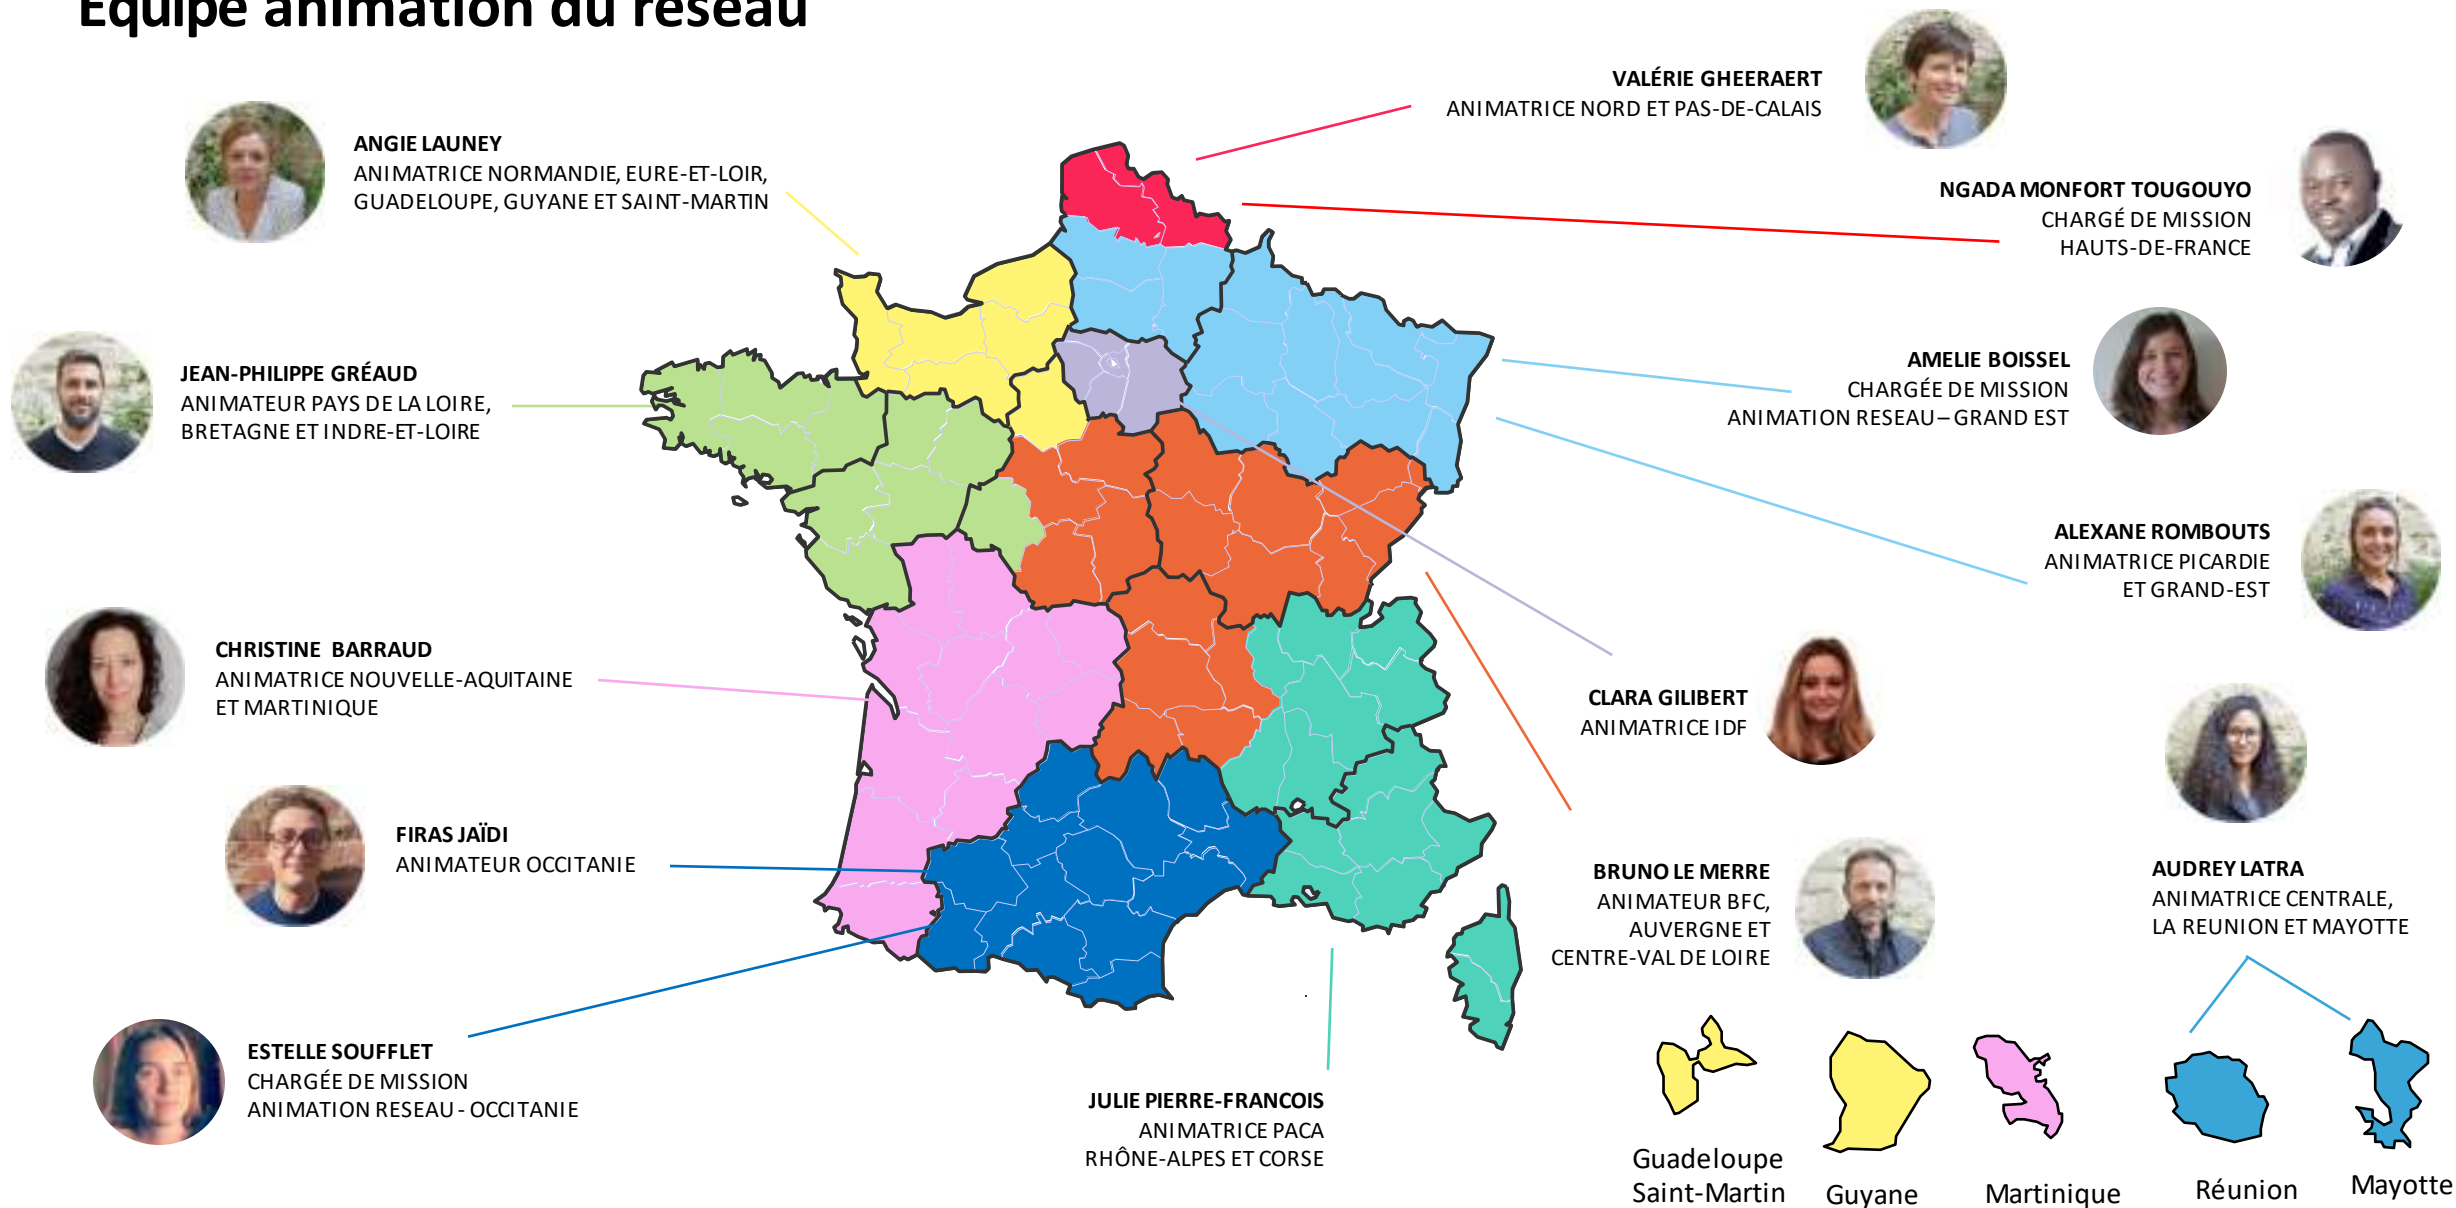 Equipe animation du réseau
VALÉRIE GHEERAERT
ANIMATRICE NORD ET PAS-DE-CALAIS
ANGIE LAUNEY
ANIMATRICE NORMANDIE, EURE-ET-LOIR,
GUADELOUPE, GUYANE ET SAINT-MARTIN
NGADA MONFORT TOUGOUYO
CHARGÉ DE MISSION
HAUTS-DE-FRANCE
JEAN-PHILIPPE GRÉAUD
ANIMATEUR PAYS DE LA LOIRE,
BRETAGNE ET INDRE-ET-LOIRE
AMELIE BOISSEL
CHARGÉE DE MISSION
ANIMATION RESEAU – GRAND EST
ALEXANE ROMBOUTS
ANIMATRICE PICARDIE
ET GRAND-EST
CHRISTINE BARRAUD
ANIMATRICE NOUVELLE-AQUITAINE
ET MARTINIQUE
CLARA GILIBERT
ANIMATRICE IDF
FIRAS JAÏDI
ANIMATEUR OCCITANIE
BRUNO LE MERRE
ANIMATEUR BFC,
AUVERGNE ET
CENTRE-VAL DE LOIRE
AUDREY LATRA
ANIMATRICE CENTRALE,
LA REUNION ET MAYOTTE
ESTELLE SOUFFLET
CHARGÉE DE MISSION
ANIMATION RESEAU - OCCITANIE
JULIE PIERRE-FRANCOIS
ANIMATRICE PACA
RHÔNE-ALPES ET CORSE
Guadeloupe
Saint-Martin
Guyane
Martinique
Réunion
Mayotte